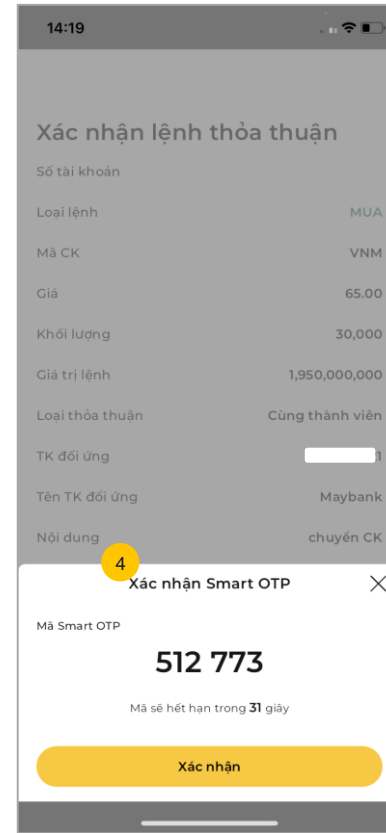 14:19
Xác nhận lệnh thỏa thuận
Số tài khoản
Loại lệnh MUA
Mã CK VNM
Giá 65.00
Khối lượng 30,000
Giá trị lệnh 1,950,000,000
Loại thỏa thuận Cùng thành viên
TK đối ứng 1
Tên TK đối ứng Maybank
Nội dung chuyển CK
4
Xác nhận Smart OTP
Mã Smart OTP
512 773
Mã sẽ hết hạn trong 31 giây
Xác nhận